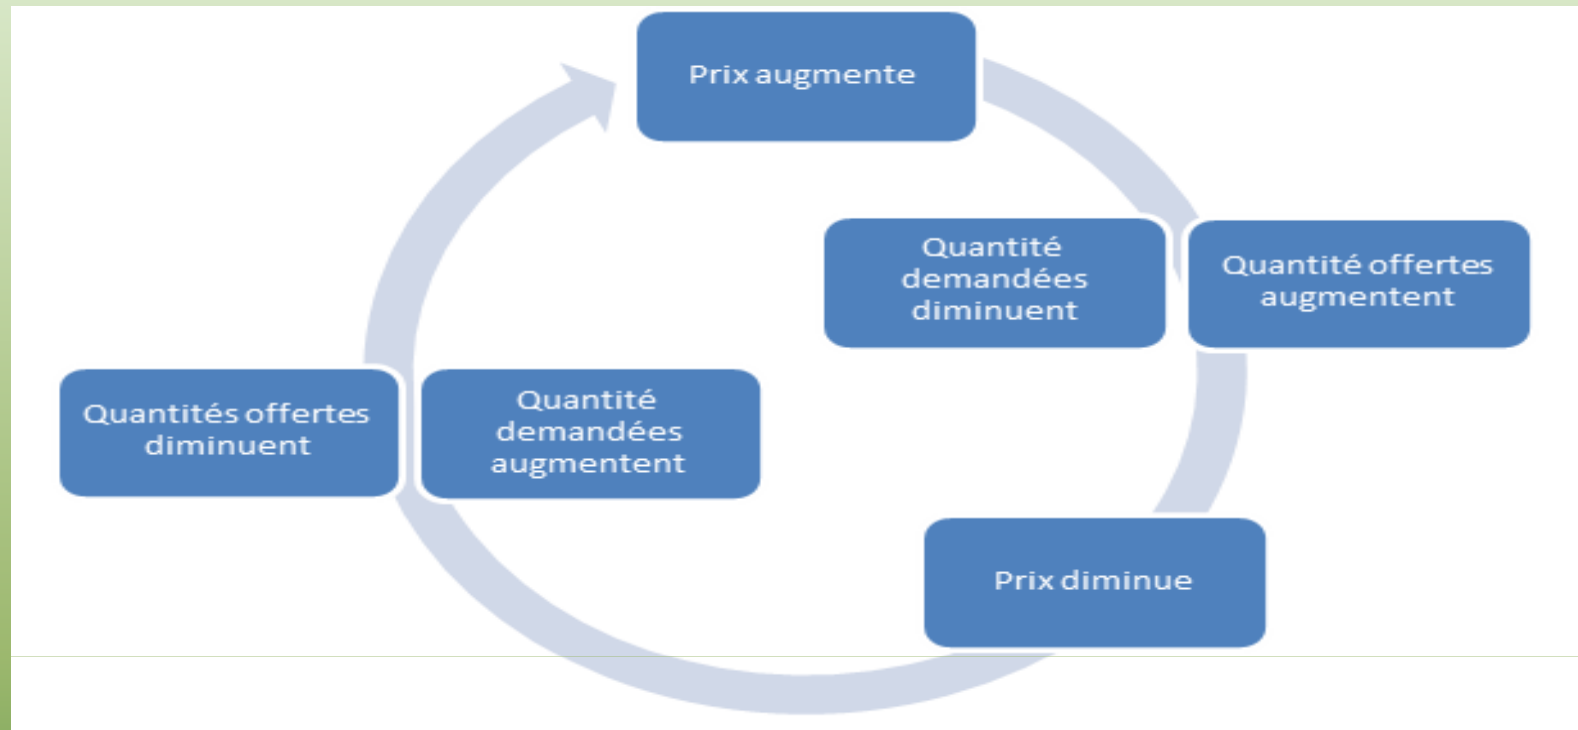 Prix augmente
Quantité
demandées
diminuent
Quantité offertes
augmentent
Quantités offertes
diminuent
Quantité
demandées
augmentent
Prix diminue